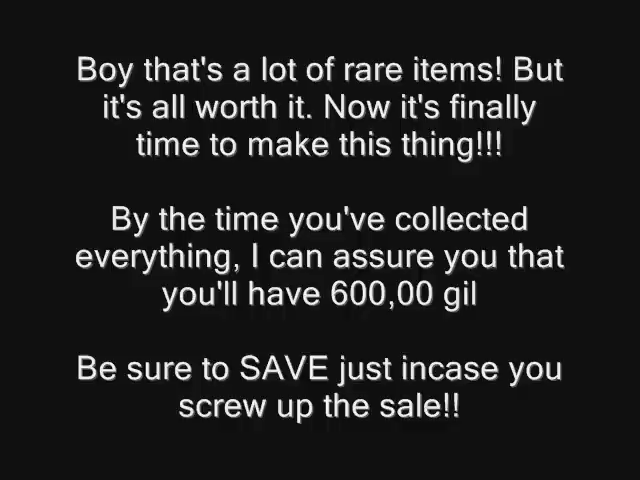 Boy that's a lot of rare items! But
it's all worth it. Now it's finally
time to make this thing!!!
By the time you've collected
everything, I can assure you that
you'll have 600,00 gil
Be sure to SAVE just incase you
screw up the sale!!